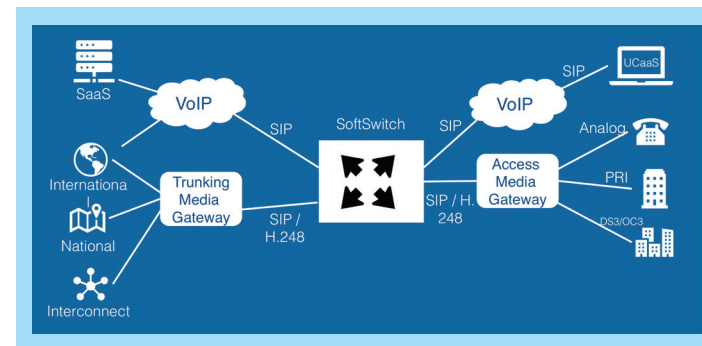 SaaS
VoIP
SIP
SoftSwitch
SIP
VoIP
SIP
UCaaS
Analog
Internationa
l
Trunking
Media
Gateway
SIP /
H.248
SIP / H.
248
Access
Media
Gateway
PRI
DS3/OC3
National
Interconnect